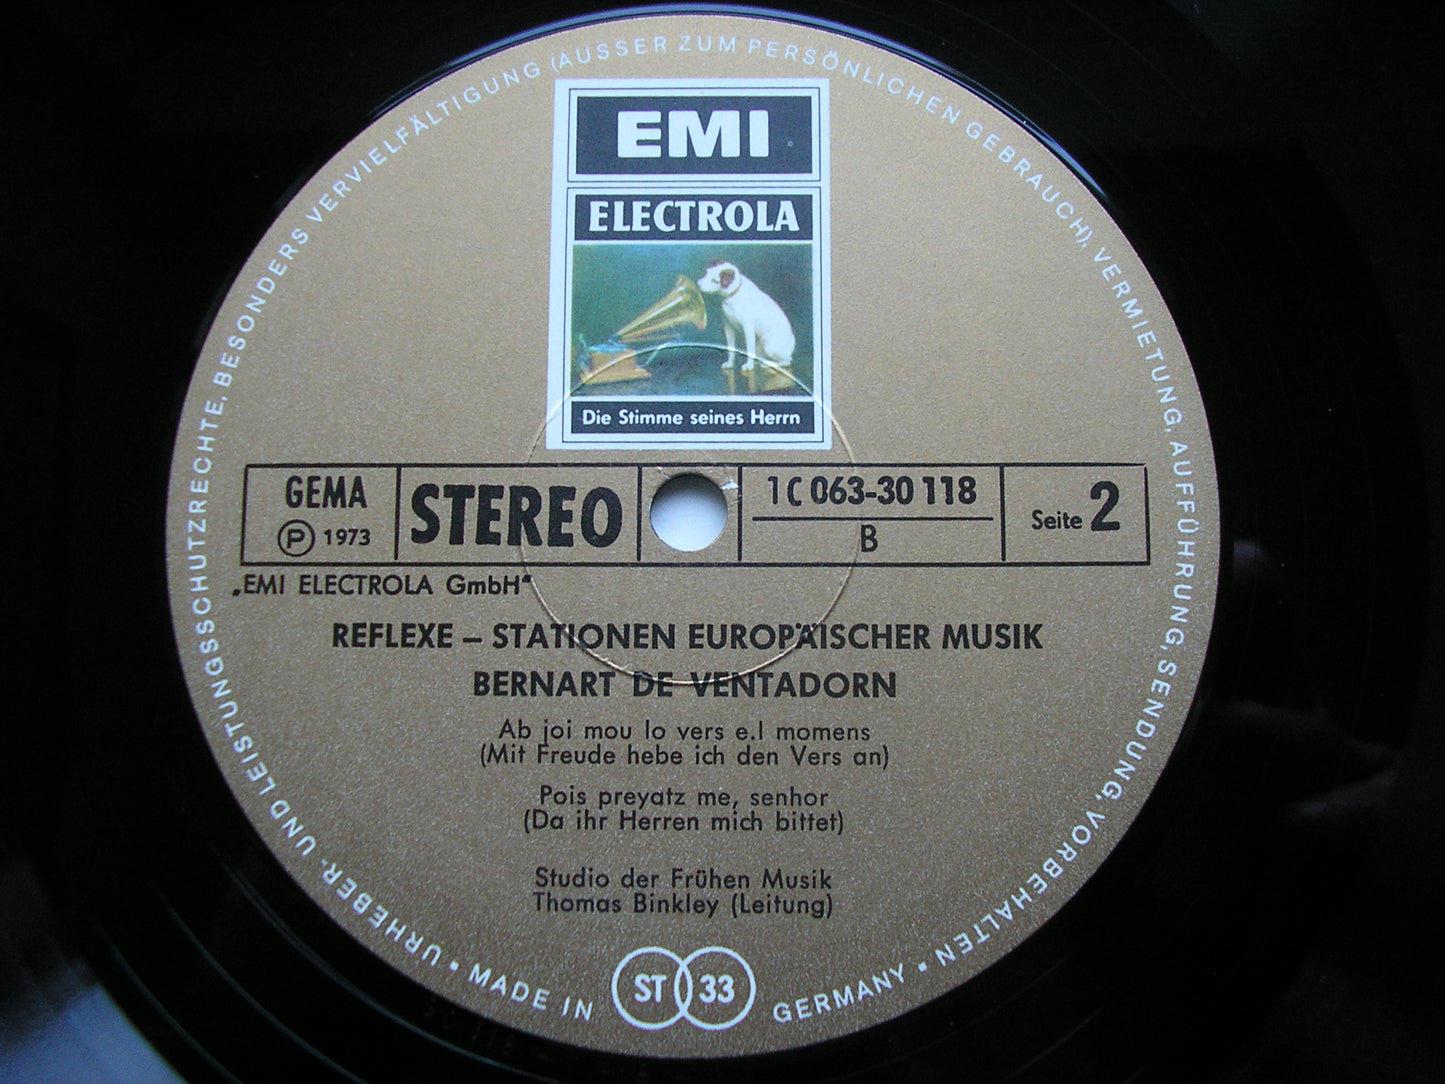 EMI
ELECTROLA
Die Stimme seines Herrn
GEMA
Ⓟ 1973
STEREO
1 C 063-30 118
B
Seite 2
„EMI ELECTROLA GmbH“
REFLEXE – STATIONEN EUROPÄISCHER MUSIK
BERNART DE VENTADORN
Ab joi mou lo vers e.l momens
(Mit Freude hebe ich den Vers an)
Pois preyatz me, senhor
(Da ihr Herren mich bittet)
Studio der Frühen Musik
Thomas Binkley (Leitung)
ST 33
URHEBER- UND LEISTUNGSSCHUTZRECHTE, BESONDERS VERVIELFÄLTIGUNG (AUSSER ZUM PERSÖNLICHEN GEBRAUCH), VERMIETUNG, AUFFÜHRUNG, SENDUNG, VORBEHALTEN •
MADE IN GERMANY •